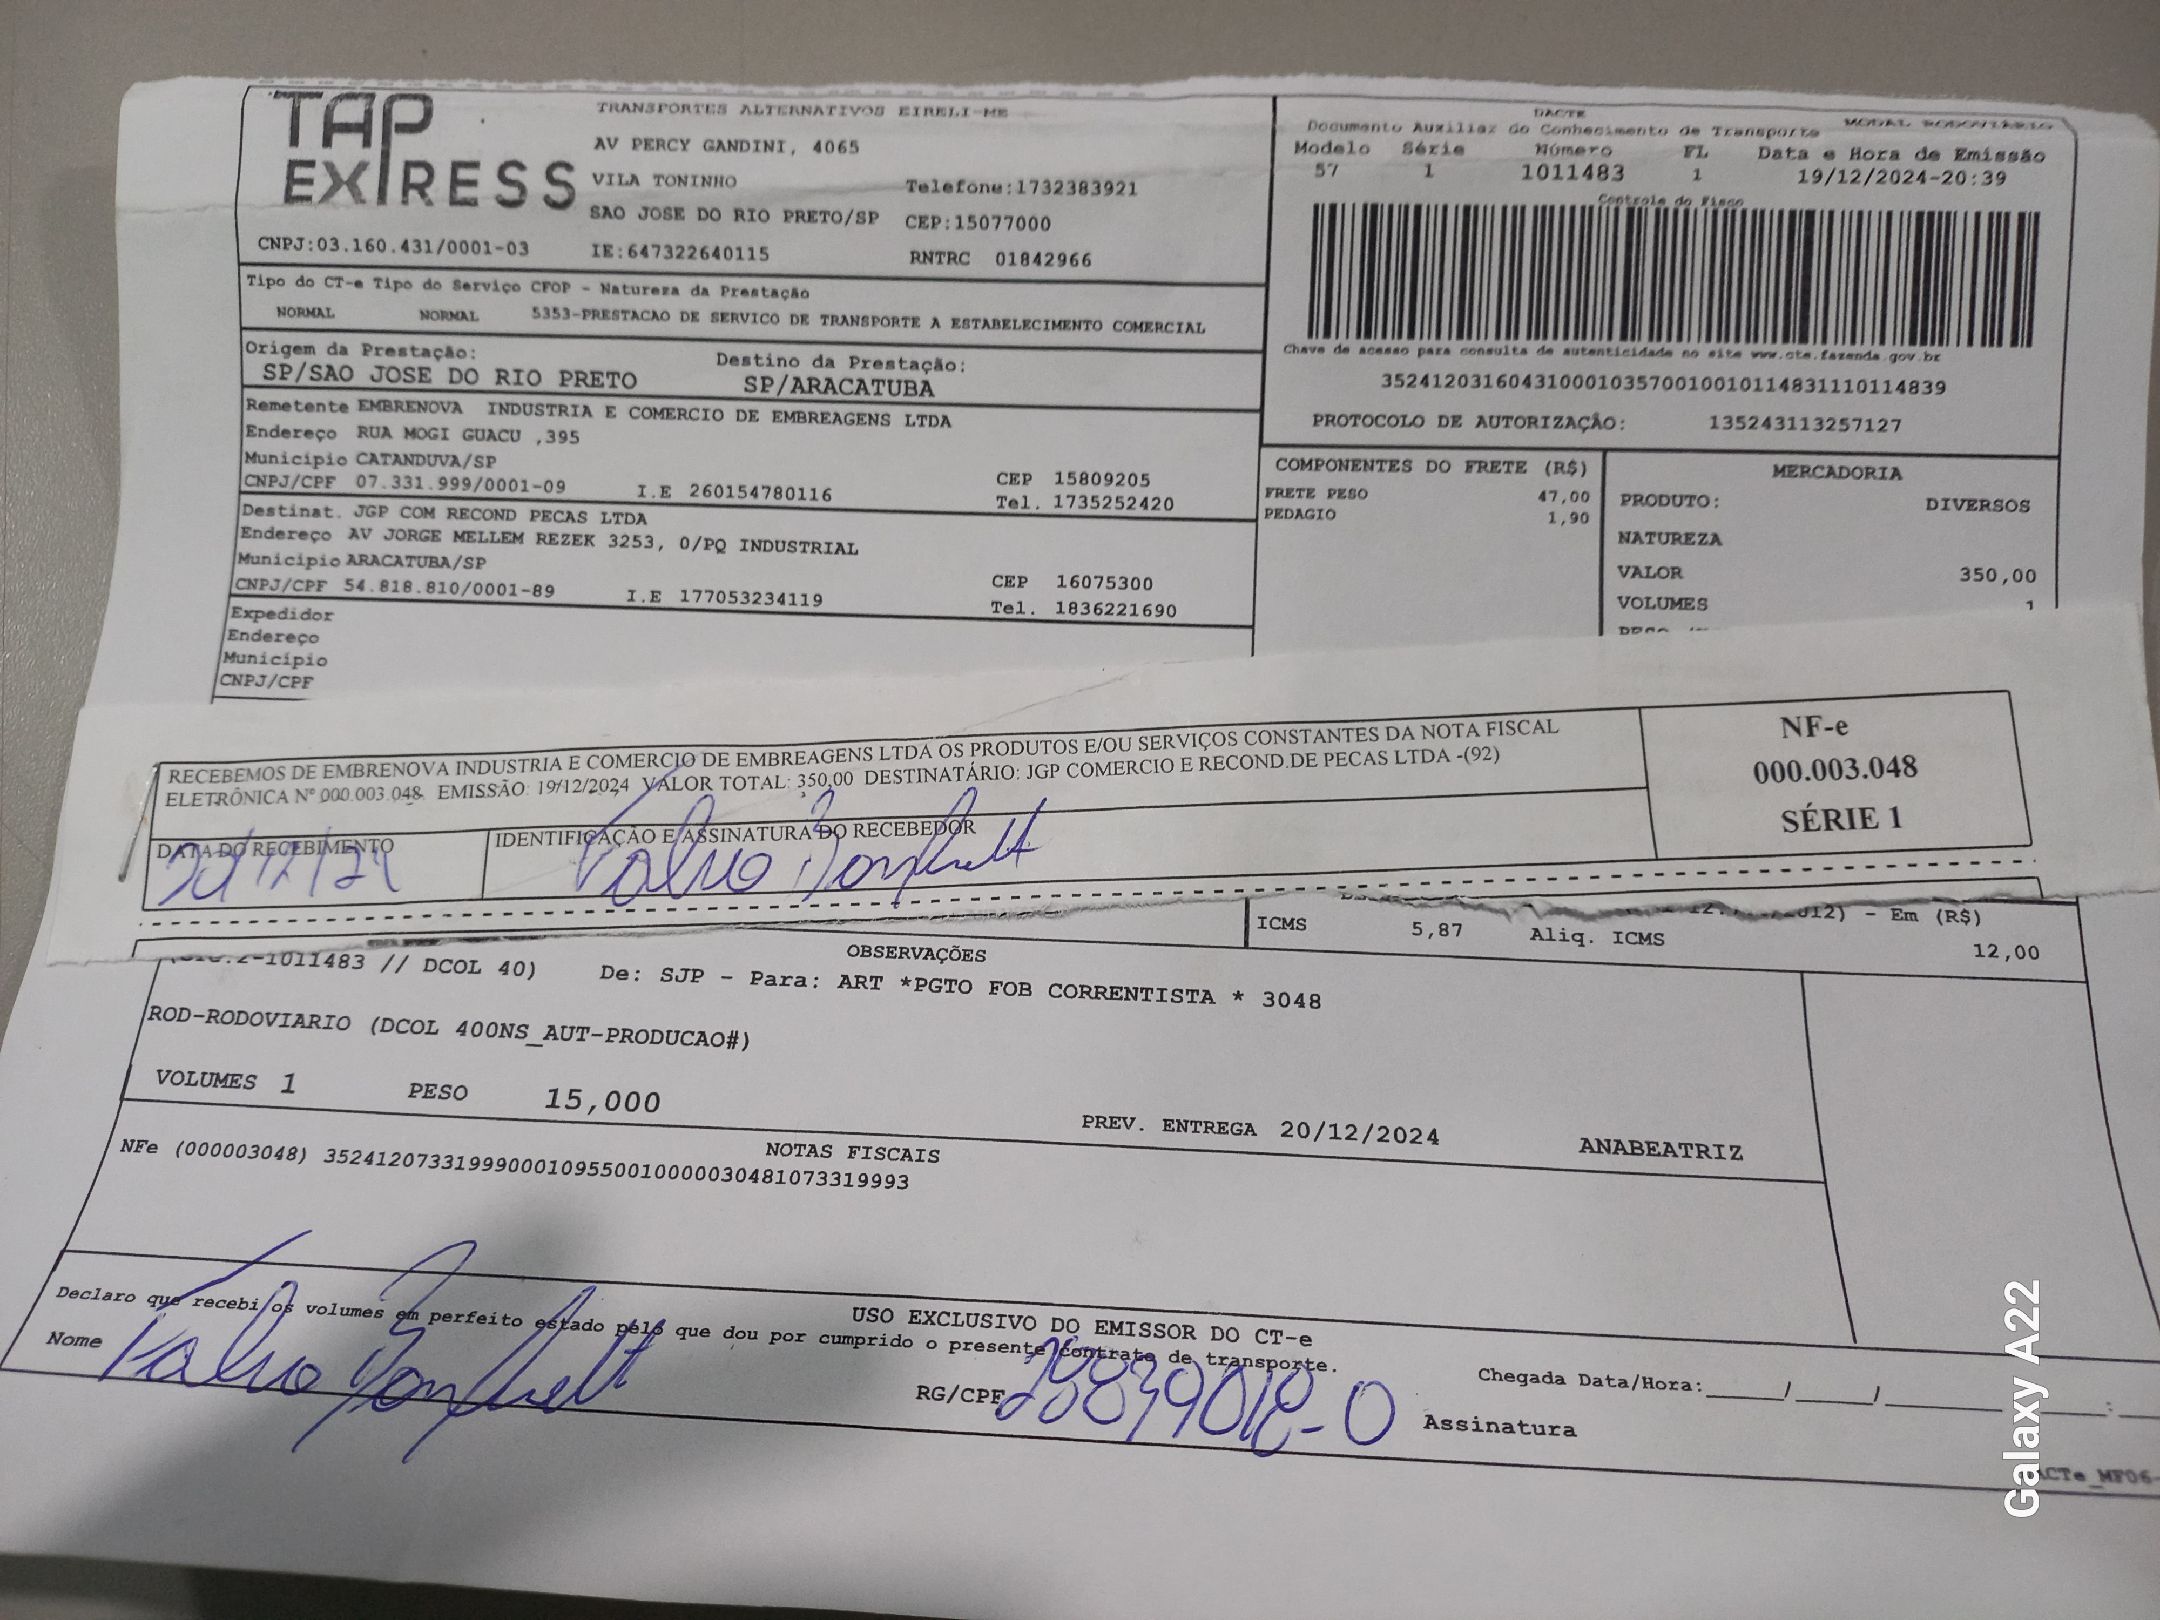 TAP EXPRESS
TRANSPORTES ALTERNATIVOS EIRELI-ME
AV PERCY GANDINI, 4065
VILA TONINHO Telefone:1732383921
SAO JOSE DO RIO PRETO/SP CEP:15077000
CNPJ:03.160.431/0001-03 IE:647322640115 RNTRC 01842966
DACTE MODAL RODOVIÁRIO
Documento Auxiliar do Conhecimento de Transporte
Modelo Série Número FL Data e Hora de Emissão
57 1 1011483 1 19/12/2024-20:39
Controle do Fisco
Chave de acesso para consulta de autenticidade no site www.cte.fazenda.gov.br
35241203160431000103570010010114831110114839
PROTOCOLO DE AUTORIZAÇÃO: 135243113257127
Tipo do CT-e Tipo do Serviço CFOP - Natureza da Prestação
NORMAL NORMAL 5353-PRESTACAO DE SERVICO DE TRANSPORTE A ESTABELECIMENTO COMERCIAL
Origem da Prestação: Destino da Prestação:
SP/SAO JOSE DO RIO PRETO SP/ARACATUBA
Remetente EMBRENOVA INDUSTRIA E COMERCIO DE EMBREAGENS LTDA
Endereço RUA MOGI GUACU ,395
Município CATANDUVA/SP CEP 15809205
CNPJ/CPF 07.331.999/0001-09 I.E 260154780116 Tel. 1735252420
Destinat. JGP COM RECOND PECAS LTDA
Endereço AV JORGE MELLEM REZEK 3253, 0/PQ INDUSTRIAL
Município ARACATUBA/SP CEP 16075300
CNPJ/CPF 54.818.810/0001-89 I.E 177053234119 Tel. 1836221690
Expedidor
Endereço
Município
CNPJ/CPF
COMPONENTES DO FRETE (R$)
FRETE PESO 47,00
PEDAGIO 1,90
MERCADORIA
PRODUTO: DIVERSOS
NATUREZA
VALOR 350,00
VOLUMES 1
RECEBEMOS DE EMBRENOVA INDUSTRIA E COMERCIO DE EMBREAGENS LTDA OS PRODUTOS E/OU SERVIÇOS CONSTANTES DA NOTA FISCAL
ELETRÔNICA Nº 000.003.048 EMISSÃO: 19/12/2024 VALOR TOTAL: 350,00 DESTINATÁRIO: JGP COMERCIO E RECOND.DE PECAS LTDA -(92)
DATA DO RECEBIMENTO IDENTIFICAÇÃO E ASSINATURA DO RECEBEDOR
20/12/24
NF-e
000.003.048
SÉRIE 1
ICMS 5,87 Aliq. ICMS 12,00
- Em (R$)
OBSERVAÇÕES
1011483 // DCOL 40) De: SJP - Para: ART *PGTO FOB CORRENTISTA * 3048
ROD-RODOVIARIO (DCOL 400NS_AUT-PRODUCAO#)
VOLUMES 1 PESO 15,000 PREV. ENTREGA 20/12/2024 ANABEATRIZ
NOTAS FISCAIS
NFe (000003048) 35241207331999000109550010000030481073319993
USO EXCLUSIVO DO EMISSOR DO CT-e
Declaro que recebi os volumes em perfeito estado pelo que dou por cumprido o presente contrato de transporte.
Nome RG/CPF Assinatura
Chegada Data/Hora:_____/_____/_______:___
Galaxy A22